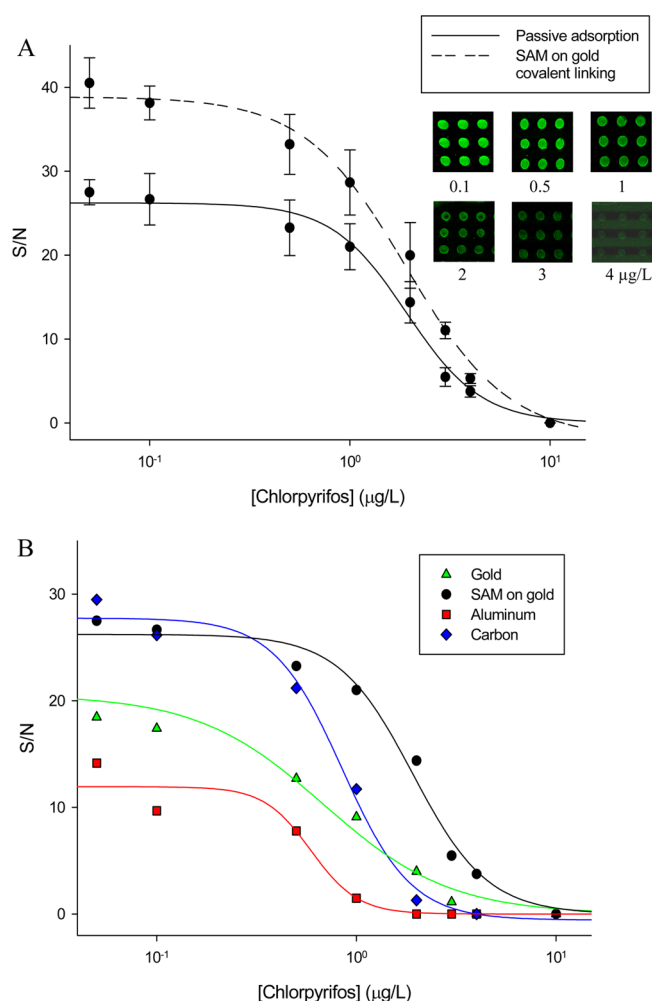 A
Passive adsorption
SAM on gold
covalent linking
40
30
20
10
0
S/N
0.1 0.5 1
2 3 4 μg/L
10⁻¹ 10⁰ 10¹
[Chlorpyrifos] (μg/L)
B
Gold
SAM on gold
Aluminum
Carbon
30
20
10
0
S/N
10⁻¹ 10⁰ 10¹
[Chlorpyrifos] (μg/L)